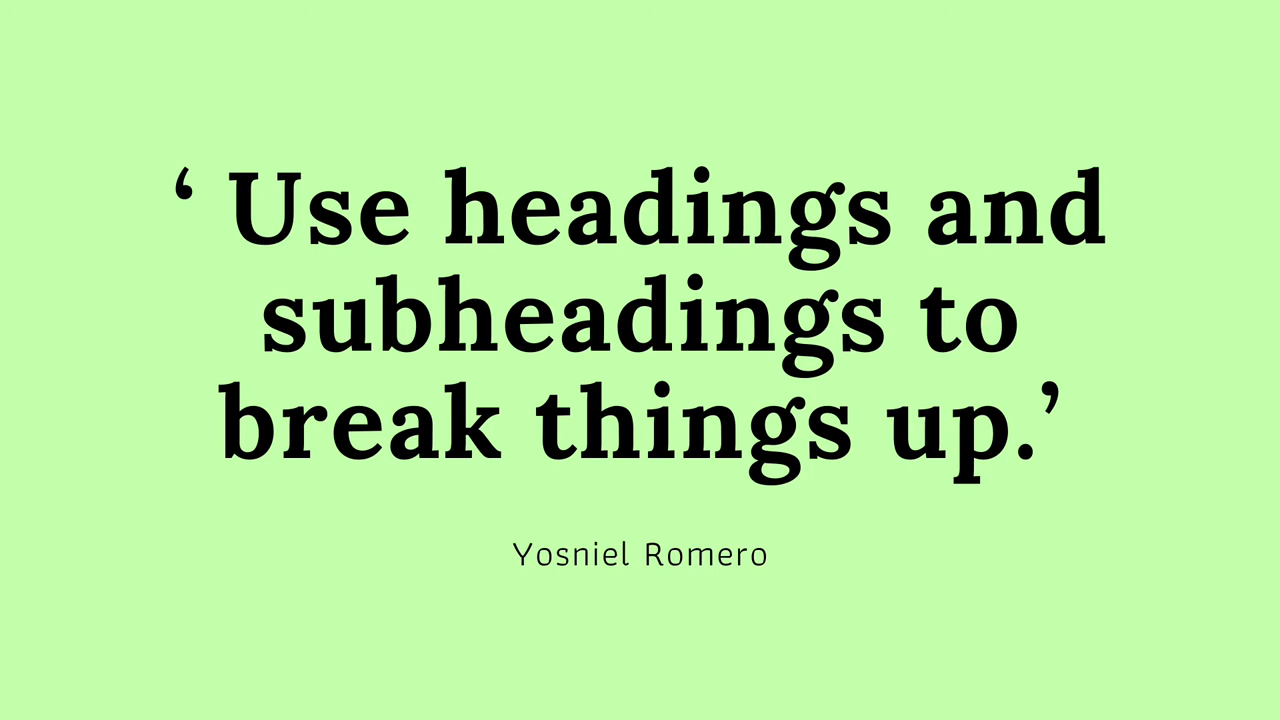 ‘ Use headings and
subheadings to
break things up.’
Yosniel Romero